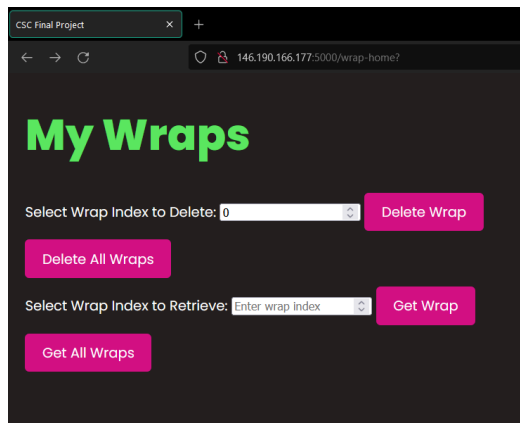 CSC Final Project
146.190.166.177:5000/wrap-home?
My Wraps
Select Wrap Index to Delete: 0 Delete Wrap
Delete All Wraps
Select Wrap Index to Retrieve: Enter wrap index Get Wrap
Get All Wraps